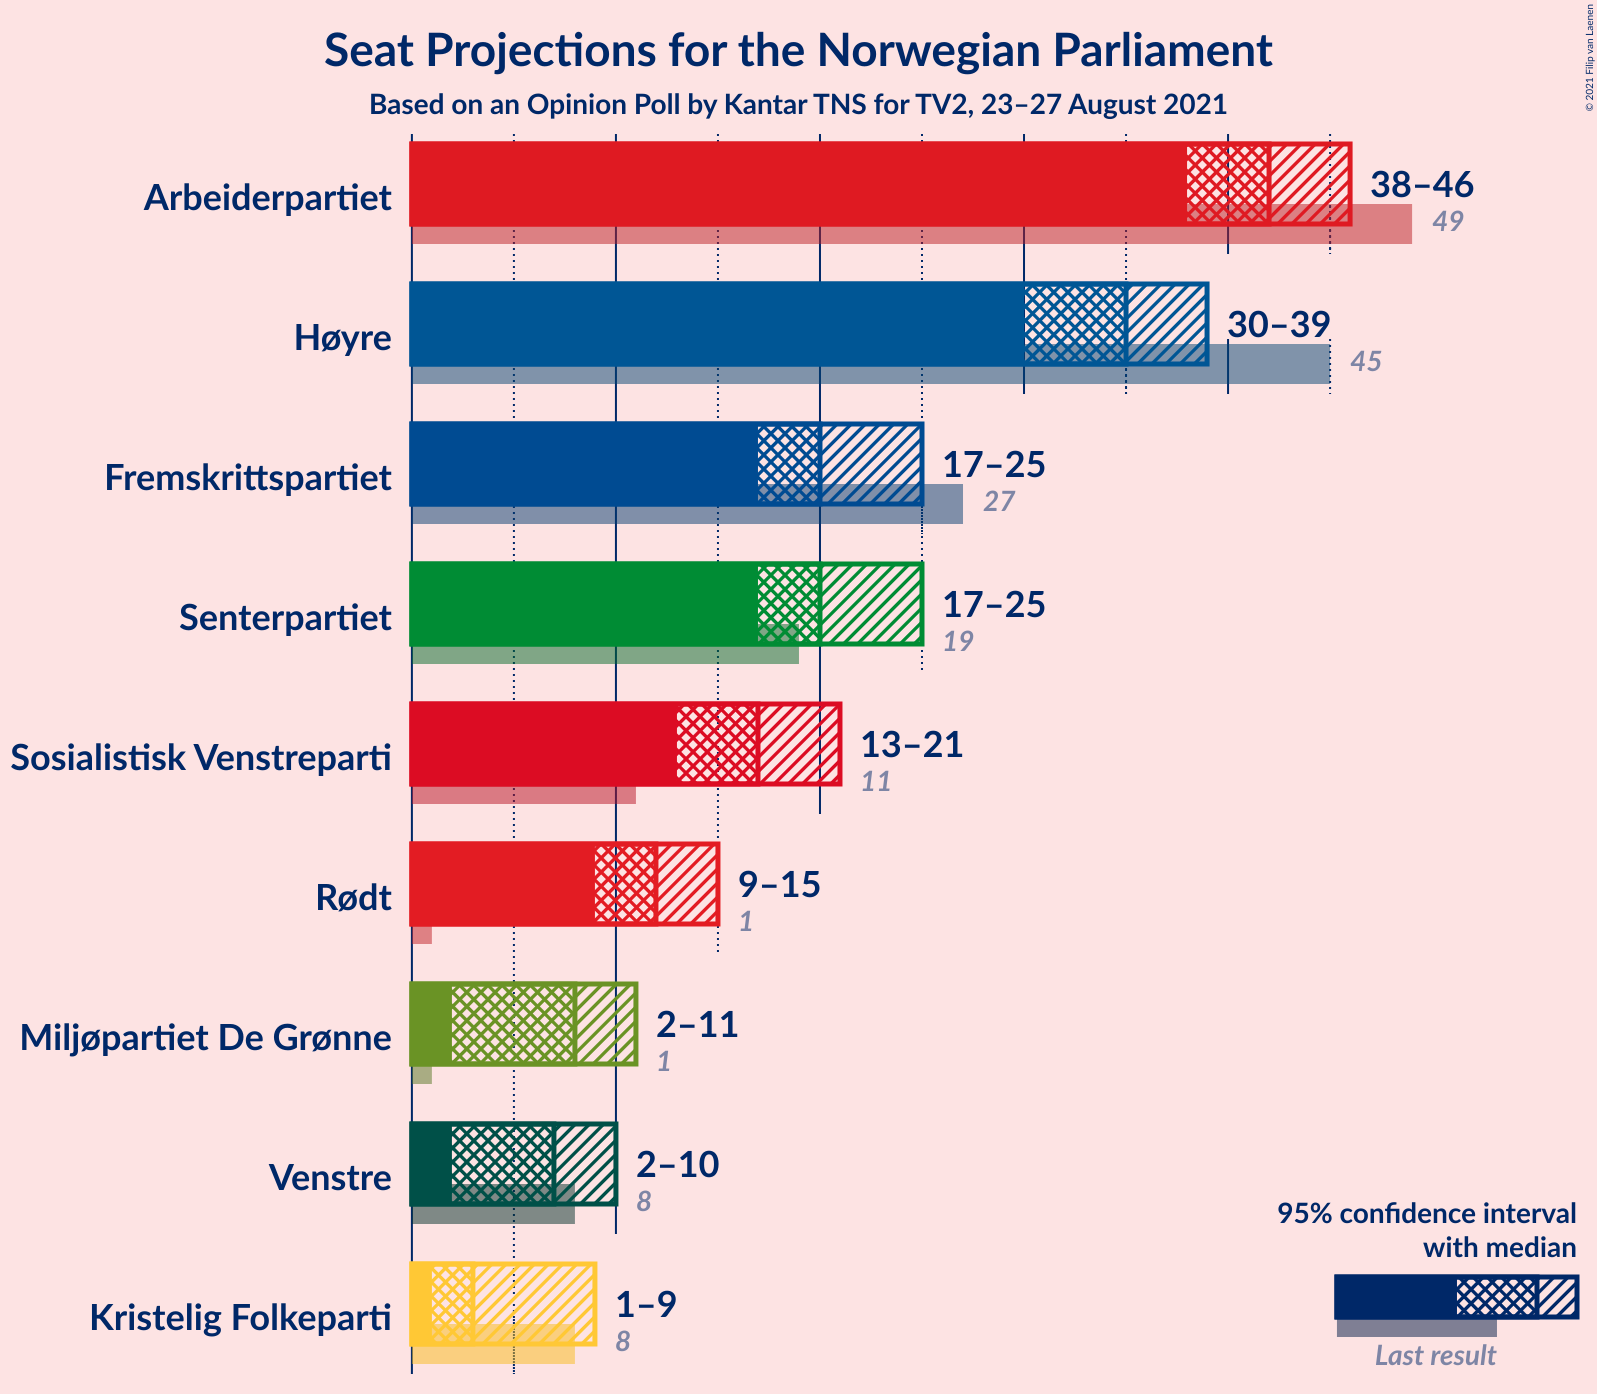 Seat Projections for the Norwegian Parliament
Based on an Opinion Poll by Kantar TNS for TV2, 23–27 August 2021
© 2021 Filip van Laenen
Arbeiderpartiet
38–46
49
Høyre
30–39
45
Fremskrittspartiet
17–25
27
Senterpartiet
17–25
19
Sosialistisk Venstreparti
13–21
11
Rødt
9–15
1
Miljøpartiet De Grønne
2–11
1
Venstre
2–10
8
Kristelig Folkeparti
1–9
8
95% confidence interval
with median
Last result